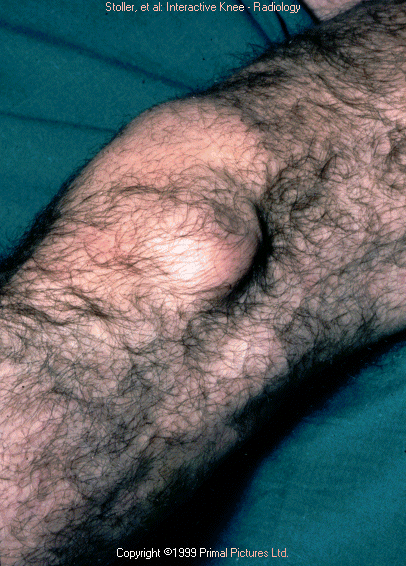 Stoller, et al: Interactive Knee - Radiology
Copyright ©1999 Primal Pictures Ltd.